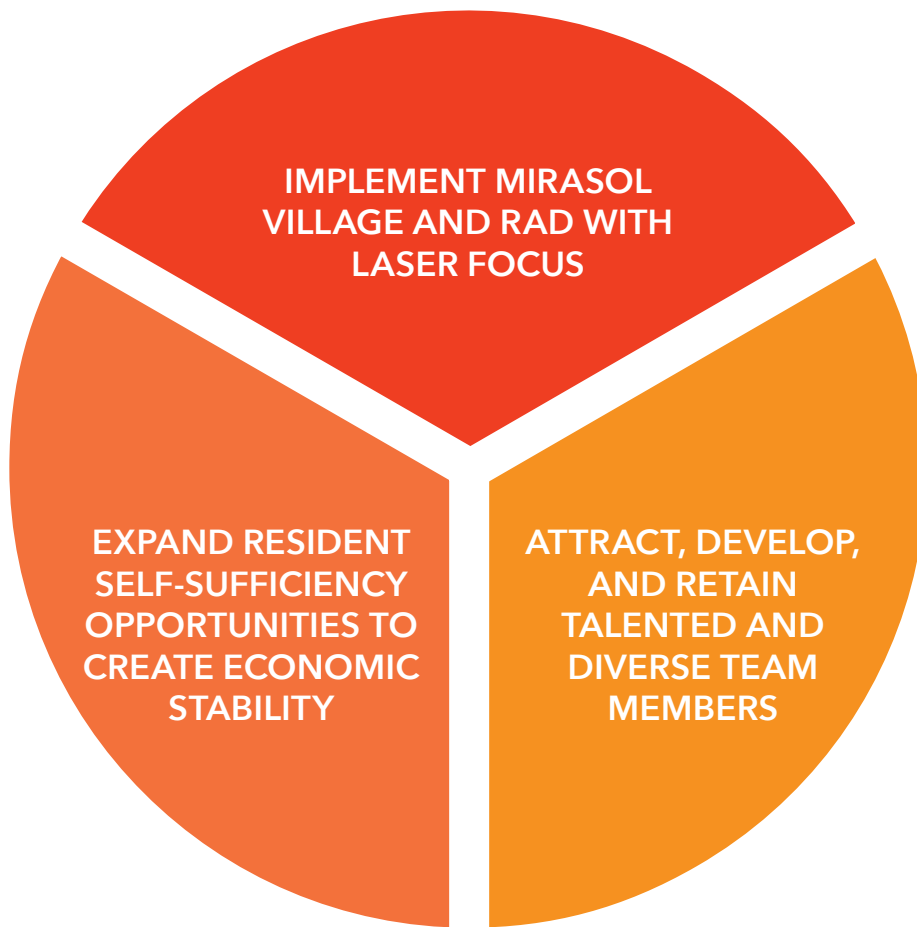 IMPLEMENT MIRASOL
VILLAGE AND RAD WITH
LASER FOCUS
EXPAND RESIDENT
SELF-SUFFICIENCY
OPPORTUNITIES TO
CREATE ECONOMIC
STABILITY
ATTRACT, DEVELOP,
AND RETAIN
TALENTED AND
DIVERSE TEAM
MEMBERS